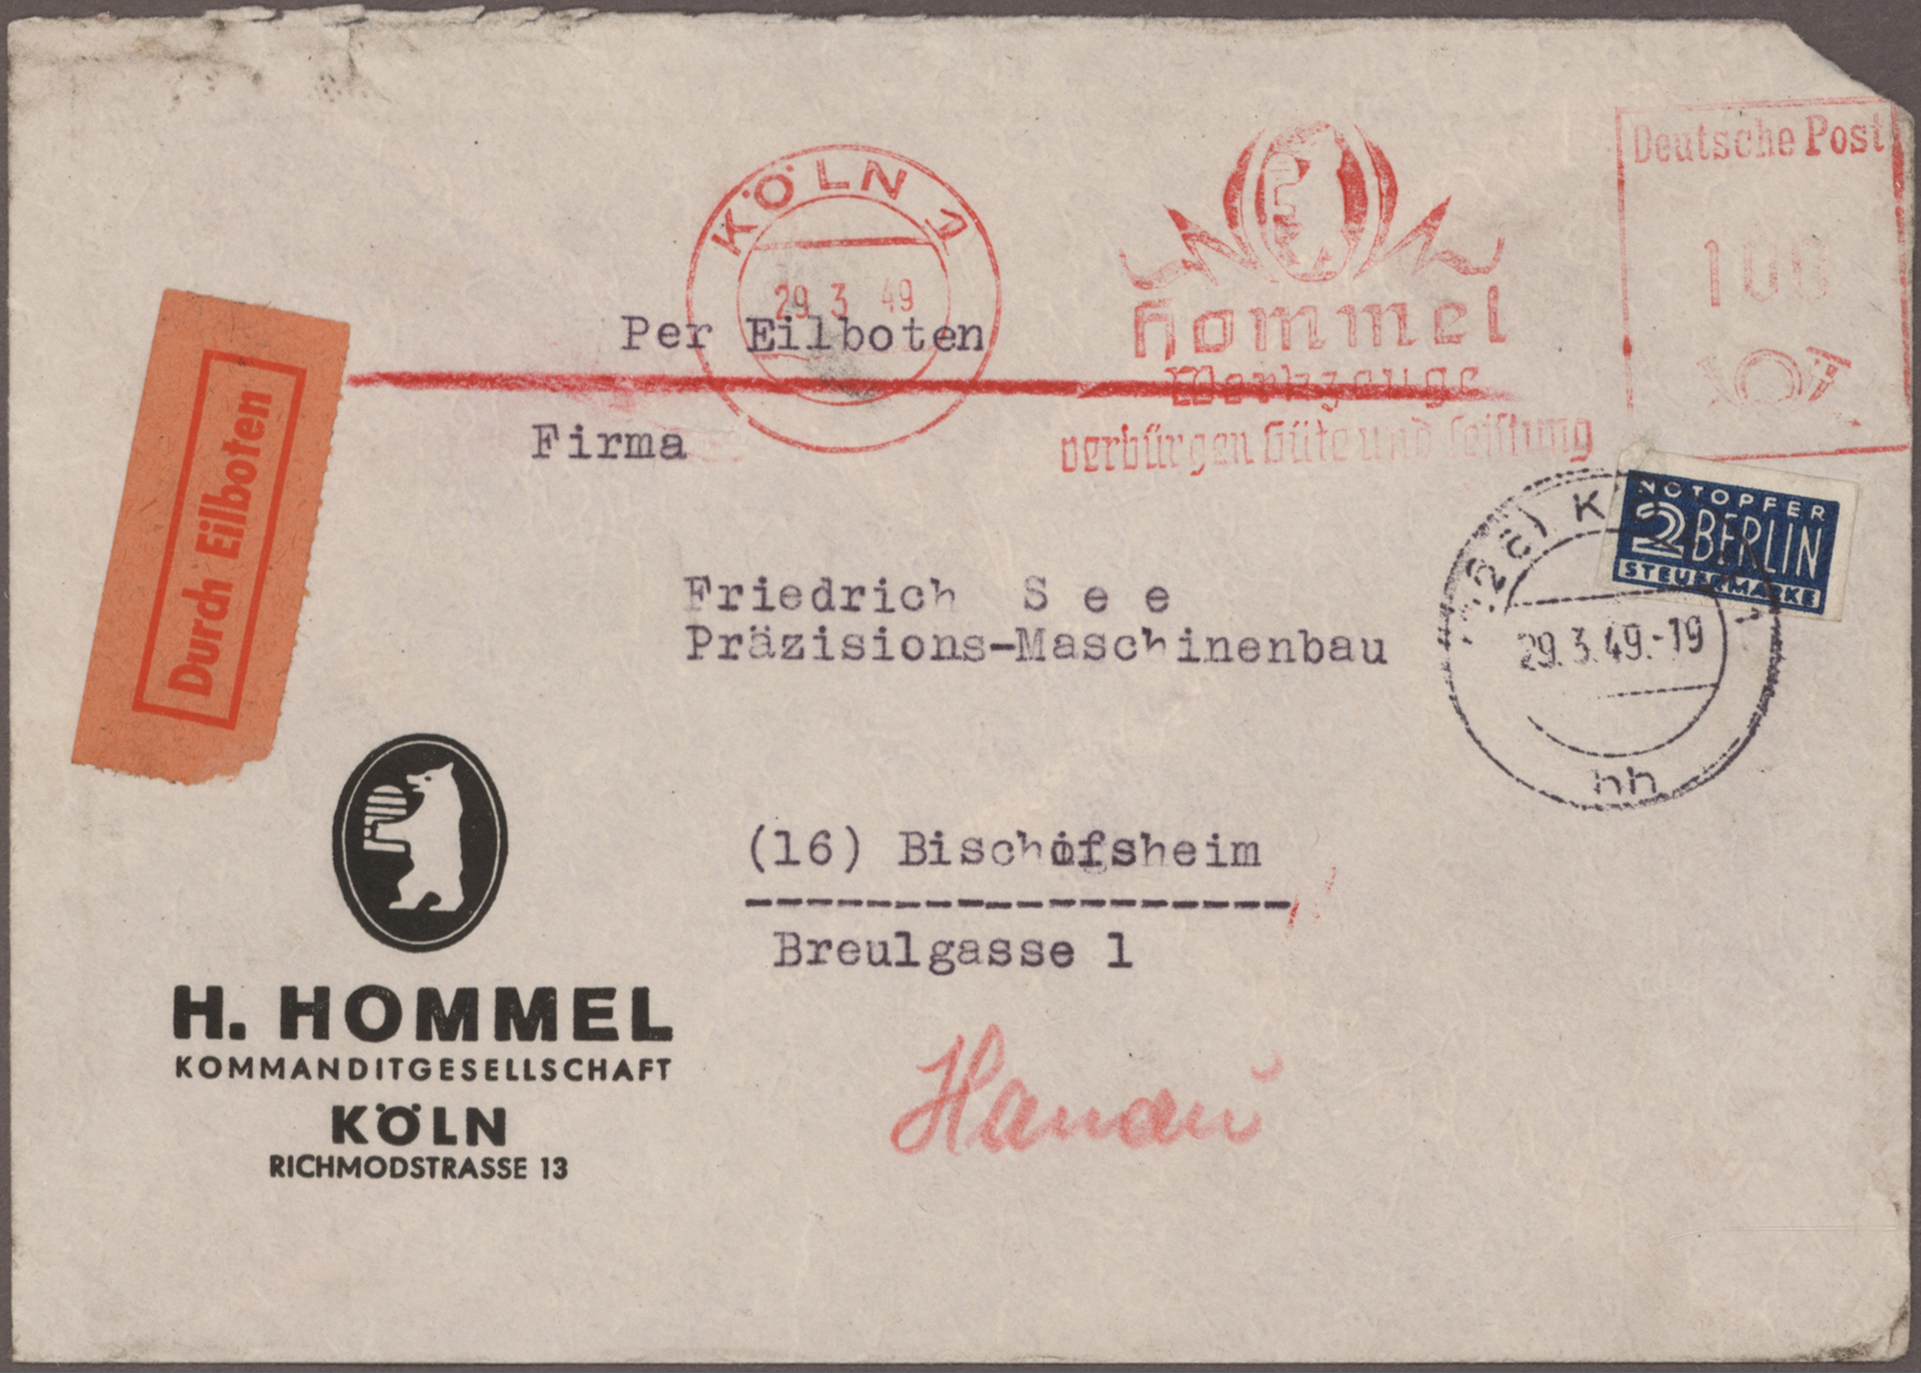 KÖLN 1
29 3 49
Hommel
Werkzeuge
verbürgen Güte und Leistung
Deutsche Post
100
Per Eilboten
Durch Eilboten
Firma
NOTOPFER
2 BERLIN
STEUERMARKE
29.3.49.-19
hh
Friedrich See
Präzisions-Maschinenbau
(16) Bischofsheim
Breulgasse 1
Hanau
H. HOMMEL
KOMMANDITGESELLSCHAFT
KÖLN
RICHMODSTRASSE 13